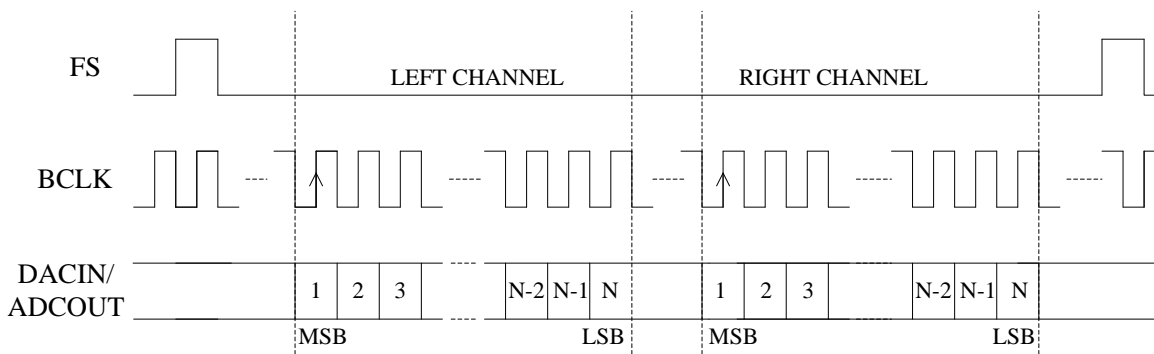 FS
LEFT CHANNEL
RIGHT CHANNEL
BCLK
DACIN/
ADCOUT
1 2 3 N-2 N-1 N 1 2 3 N-2 N-1 N
MSB LSB MSB LSB